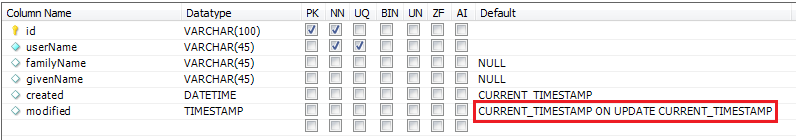 Column Name Datatype PK NN UQ BIN UN ZF AI Default
id VARCHAR(100)
userName VARCHAR(45)
familyName VARCHAR(45) NULL
givenName VARCHAR(45) NULL
created DATETIME CURRENT_TIMESTAMP
modified TIMESTAMP CURRENT_TIMESTAMP ON UPDATE CURRENT_TIMESTAMP